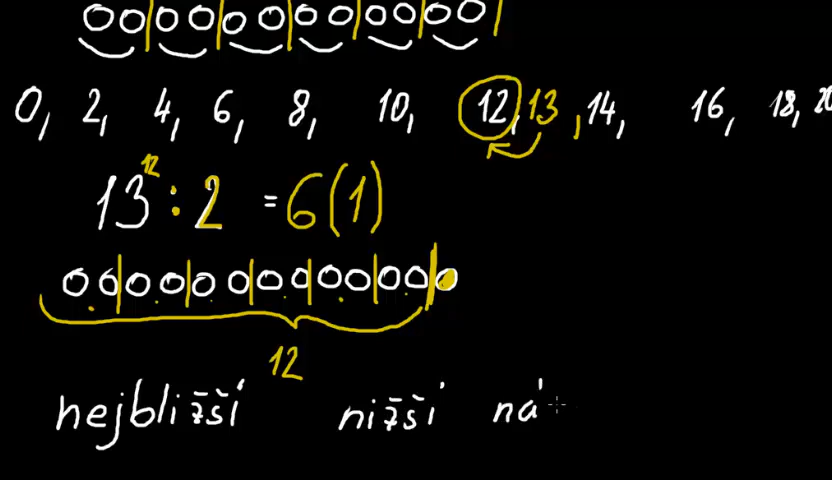 0, 2, 4, 6, 8, 10, 12, 13, 14, 16, 18, 20
12
13 : 2 = 6 (1)
12
nejbližší nižší ná